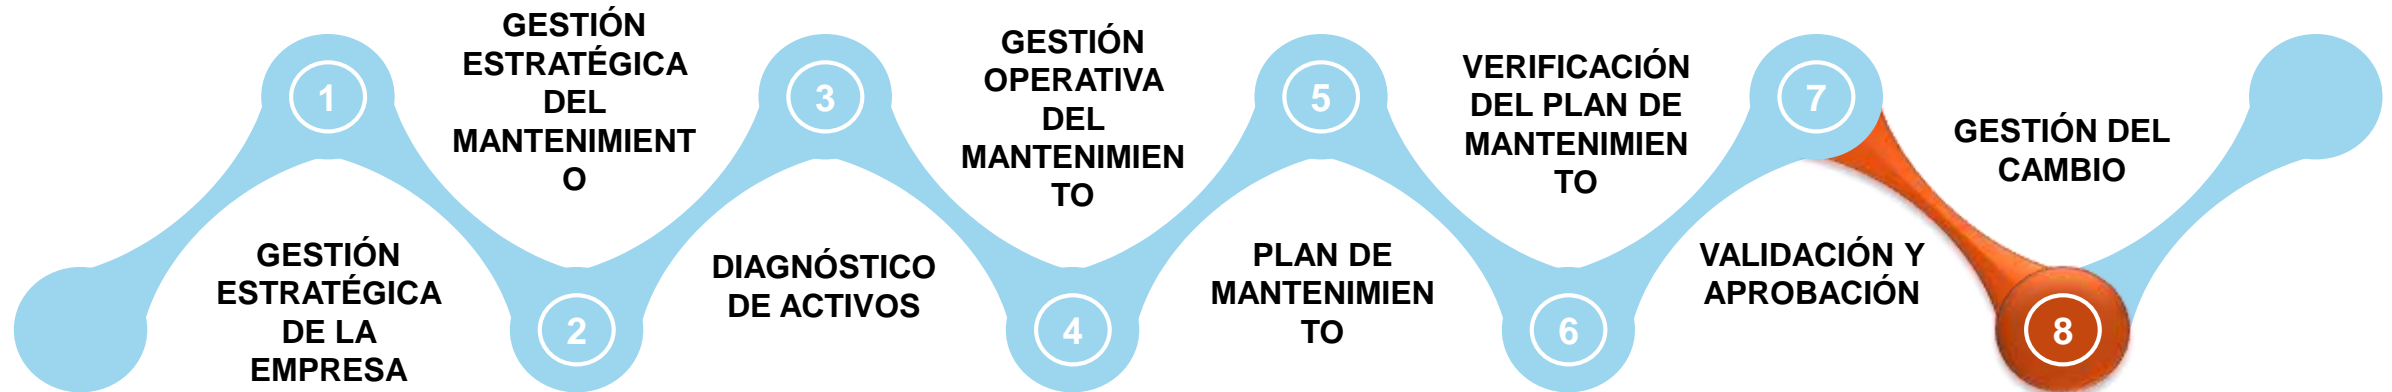 1
GESTIÓN
ESTRATÉGICA
DE LA
EMPRESA
GESTIÓN
ESTRATÉGICA
DEL
MANTENIMIENT
O
2
3
DIAGNÓSTICO
DE ACTIVOS
GESTIÓN
OPERATIVA
DEL
MANTENIMIEN
TO
4
5
PLAN DE
MANTENIMIEN
TO
VERIFICACIÓN
DEL PLAN DE
MANTENIMIEN
TO
6
7
VALIDACIÓN Y
APROBACIÓN
GESTIÓN DEL
CAMBIO
8